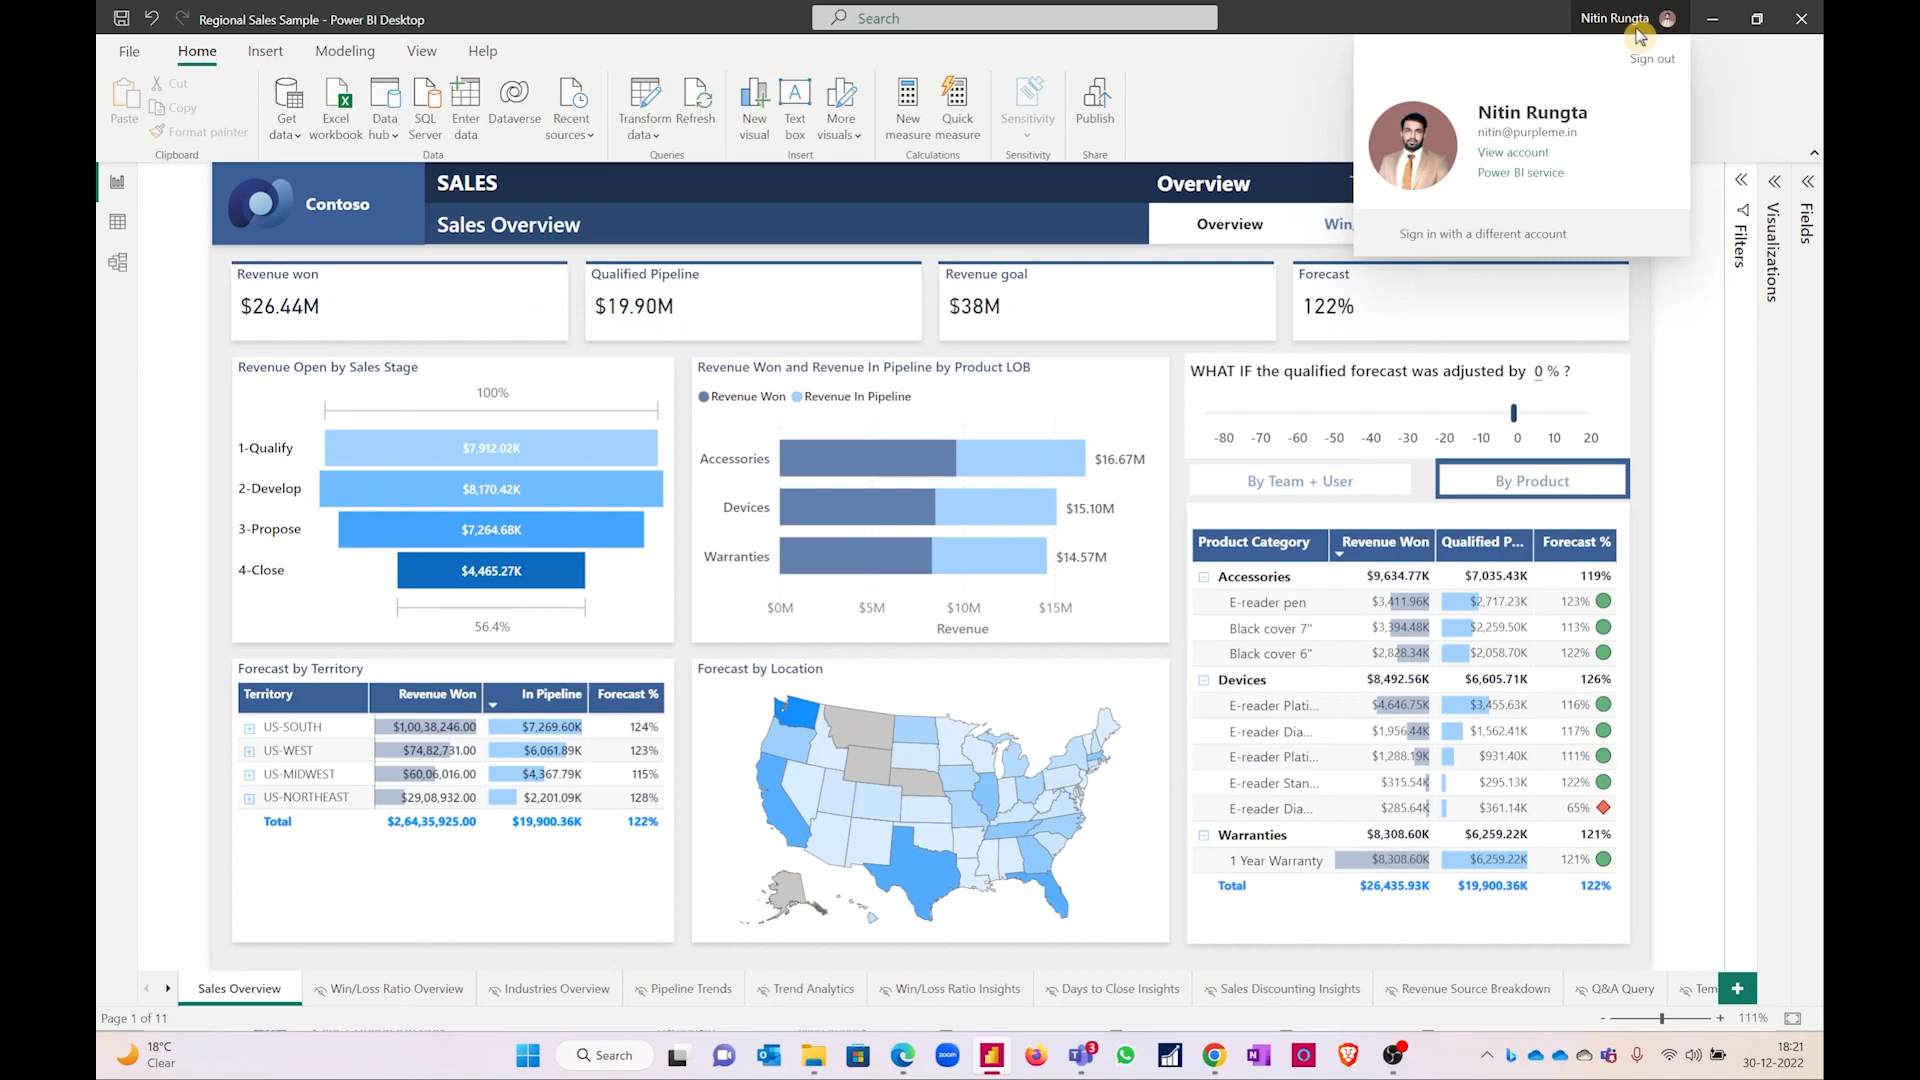 Regional Sales Sample - Power BI Desktop
Search
Nitin Rungta
File Home Insert Modeling View Help
Sign out
Paste
Cut
Copy
Format painter
Clipboard
Get data
Excel workbook
Data hub
SQL Server
Enter data
Dataverse
Recent sources
Data
Transform data
Refresh
Queries
New visual
Text box
More visuals
Insert
New measure
Quick measure
Calculations
Sensitivity
Sensitivity
Publish
Share
Nitin Rungta
nitin@purpleme.in
View account
Power BI service
Sign in with a different account
Contoso
SALES
Sales Overview
Overview
Overview
Win
Filters
Visualizations
Fields
Revenue won
$26.44M
Qualified Pipeline
$19.90M
Revenue goal
$38M
Forecast
122%
Revenue Open by Sales Stage
100%
1-Qualify $7,912.02K
2-Develop $8,170.42K
3-Propose $7,264.68K
4-Close $4,465.27K
56.4%
Revenue Won and Revenue In Pipeline by Product LOB
Revenue Won Revenue In Pipeline
Accessories $16.67M
Devices $15.10M
Warranties $14.57M
$0M $5M $10M $15M
Revenue
WHAT IF the qualified forecast was adjusted by 0 % ?
-80 -70 -60 -50 -40 -30 -20 -10 0 10 20
By Team + User
By Product
Product Category Revenue Won Qualified P... Forecast %
Accessories $9,634.77K $7,035.43K 119%
E-reader pen $3,411.96K $2,717.23K 123%
Black cover 7" $3,394.48K $2,259.50K 113%
Black cover 6" $2,828.34K $2,058.70K 122%
Devices $8,492.56K $6,605.71K 126%
E-reader Plati... $4,646.75K $3,455.63K 116%
E-reader Dia... $1,956.44K $1,562.41K 117%
E-reader Plati... $1,288.19K $931.40K 111%
E-reader Stan... $315.54K $295.13K 122%
E-reader Dia... $285.64K $361.14K 65%
Warranties $8,308.60K $6,259.22K 121%
1 Year Warranty $8,308.60K $6,259.22K 121%
Total $26,435.93K $19,900.36K 122%
Forecast by Territory
Territory Revenue Won In Pipeline Forecast %
US-SOUTH $1,00,38,246.00 $7,269.60K 124%
US-WEST $74,82,731.00 $6,061.89K 123%
US-MIDWEST $60,06,016.00 $4,367.79K 115%
US-NORTHEAST $29,08,932.00 $2,201.09K 128%
Total $2,64,35,925.00 $19,900.36K 122%
Forecast by Location
Sales Overview
Win/Loss Ratio Overview
Industries Overview
Pipeline Trends
Trend Analytics
Win/Loss Ratio Insights
Days to Close Insights
Sales Discounting Insights
Revenue Source Breakdown
Q&A Query
Tem
Page 1 of 11
- + 111%
18°C
Clear
Search
zoom
3
18:21
30-12-2022